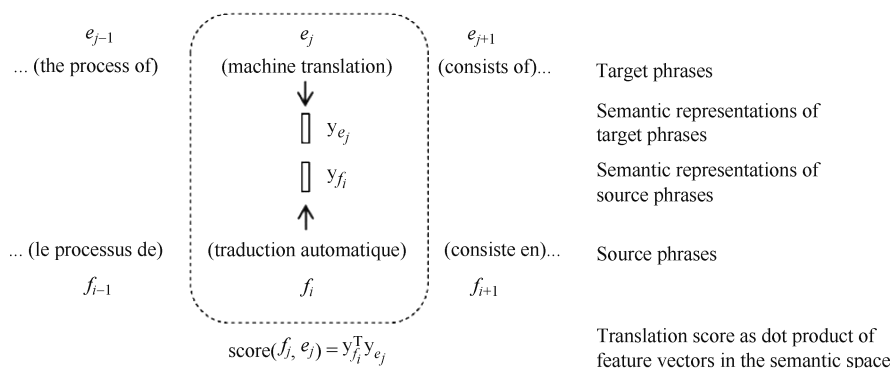 e_{j-1} e_j e_{j+1}
... (the process of) (machine translation) (consists of)... Target phrases
y_{e_j} Semantic representations of
target phrases
y_{f_i} Semantic representations of
source phrases
... (le processus de) (traduction automatique) (consiste en)... Source phrases
f_{i-1} f_i f_{i+1}
score(f_j, e_j) = y_{f_i}^T y_{e_j} Translation score as dot product of
feature vectors in the semantic space